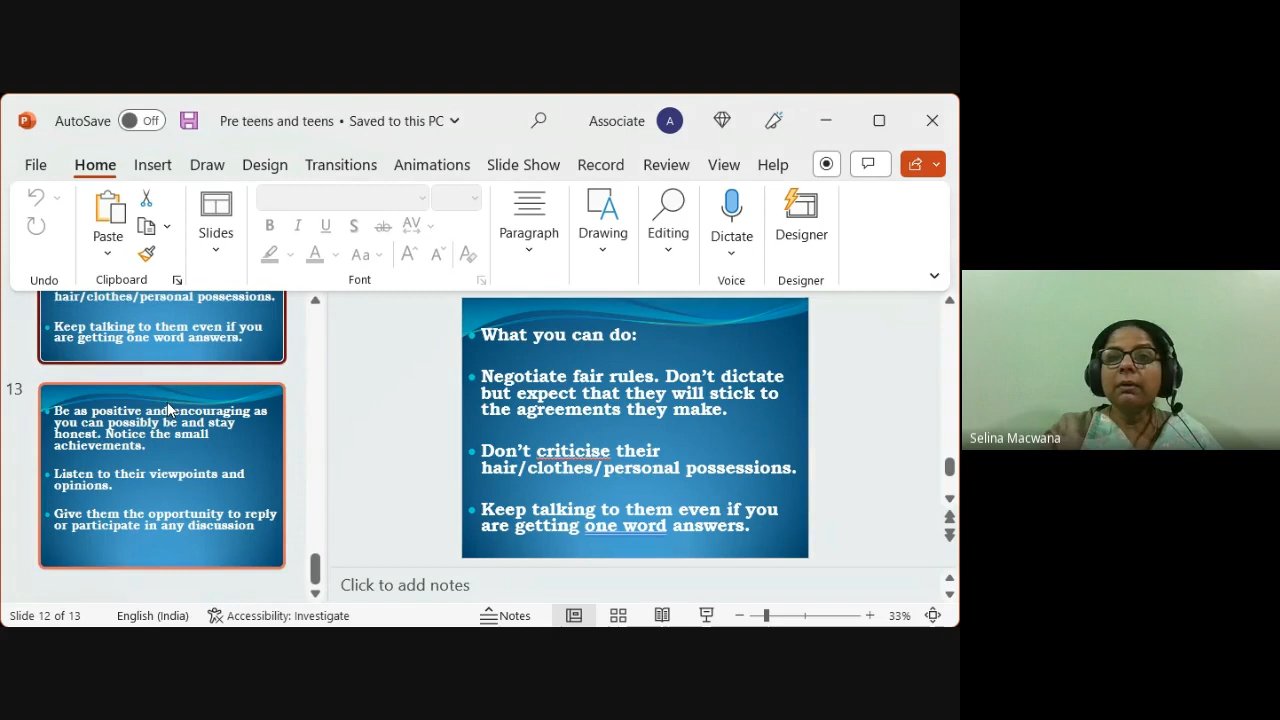 AutoSave Off Pre teens and teens • Saved to this PC Associate A
File Home Insert Draw Design Transitions Animations Slide Show Record Review View Help
Paste Slides Paragraph Drawing Editing Dictate Designer
B I U S ab AV
A Aa A A A
Undo Clipboard Font Voice Designer
hair/clothes/personal possessions.
Keep talking to them even if you
are getting one word answers.
13
Be as positive and encouraging as
you can possibly be and stay
honest. Notice the small
achievements.
Listen to their viewpoints and
opinions.
Give them the opportunity to reply
or participate in any discussion
What you can do:
Negotiate fair rules. Don't dictate
but expect that they will stick to
the agreements they make.
Don't criticise their
hair/clothes/personal possessions.
Keep talking to them even if you
are getting one word answers.
Click to add notes
Slide 12 of 13 English (India) Accessibility: Investigate Notes 33%
Selina Macwana